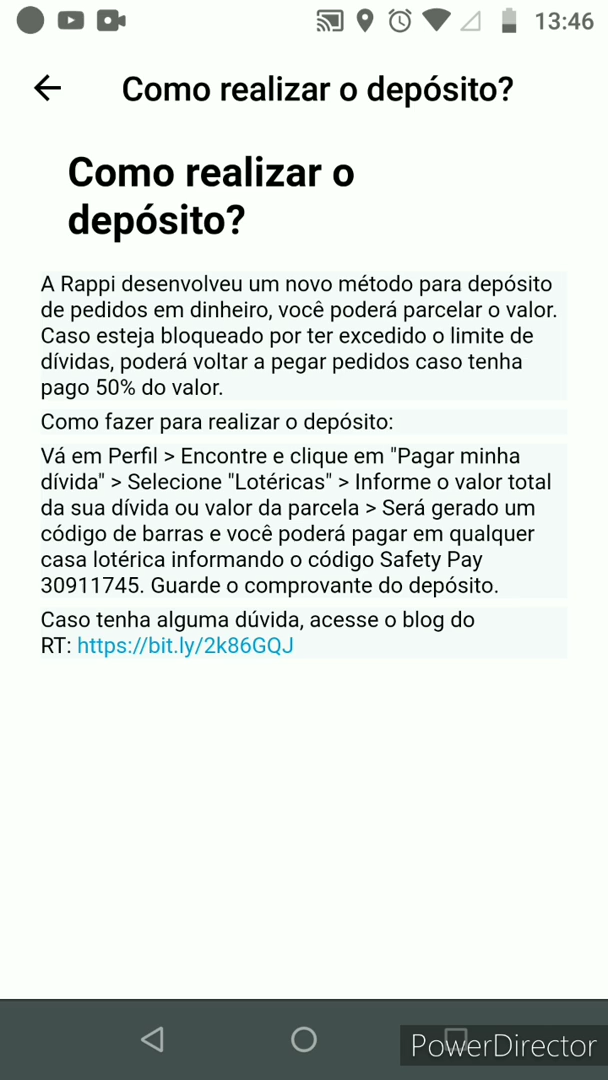 13:46
Como realizar o depósito?
Como realizar o
depósito?
A Rappi desenvolveu um novo método para depósito
de pedidos em dinheiro, você poderá parcelar o valor.
Caso esteja bloqueado por ter excedido o limite de
dívidas, poderá voltar a pegar pedidos caso tenha
pago 50% do valor.
Como fazer para realizar o depósito:
Vá em Perfil > Encontre e clique em "Pagar minha
dívida" > Selecione "Lotéricas" > Informe o valor total
da sua dívida ou valor da parcela > Será gerado um
código de barras e você poderá pagar em qualquer
casa lotérica informando o código Safety Pay
30911745. Guarde o comprovante do depósito.
Caso tenha alguma dúvida, acesse o blog do
RT: https://bit.ly/2k86GQJ
PowerDirector